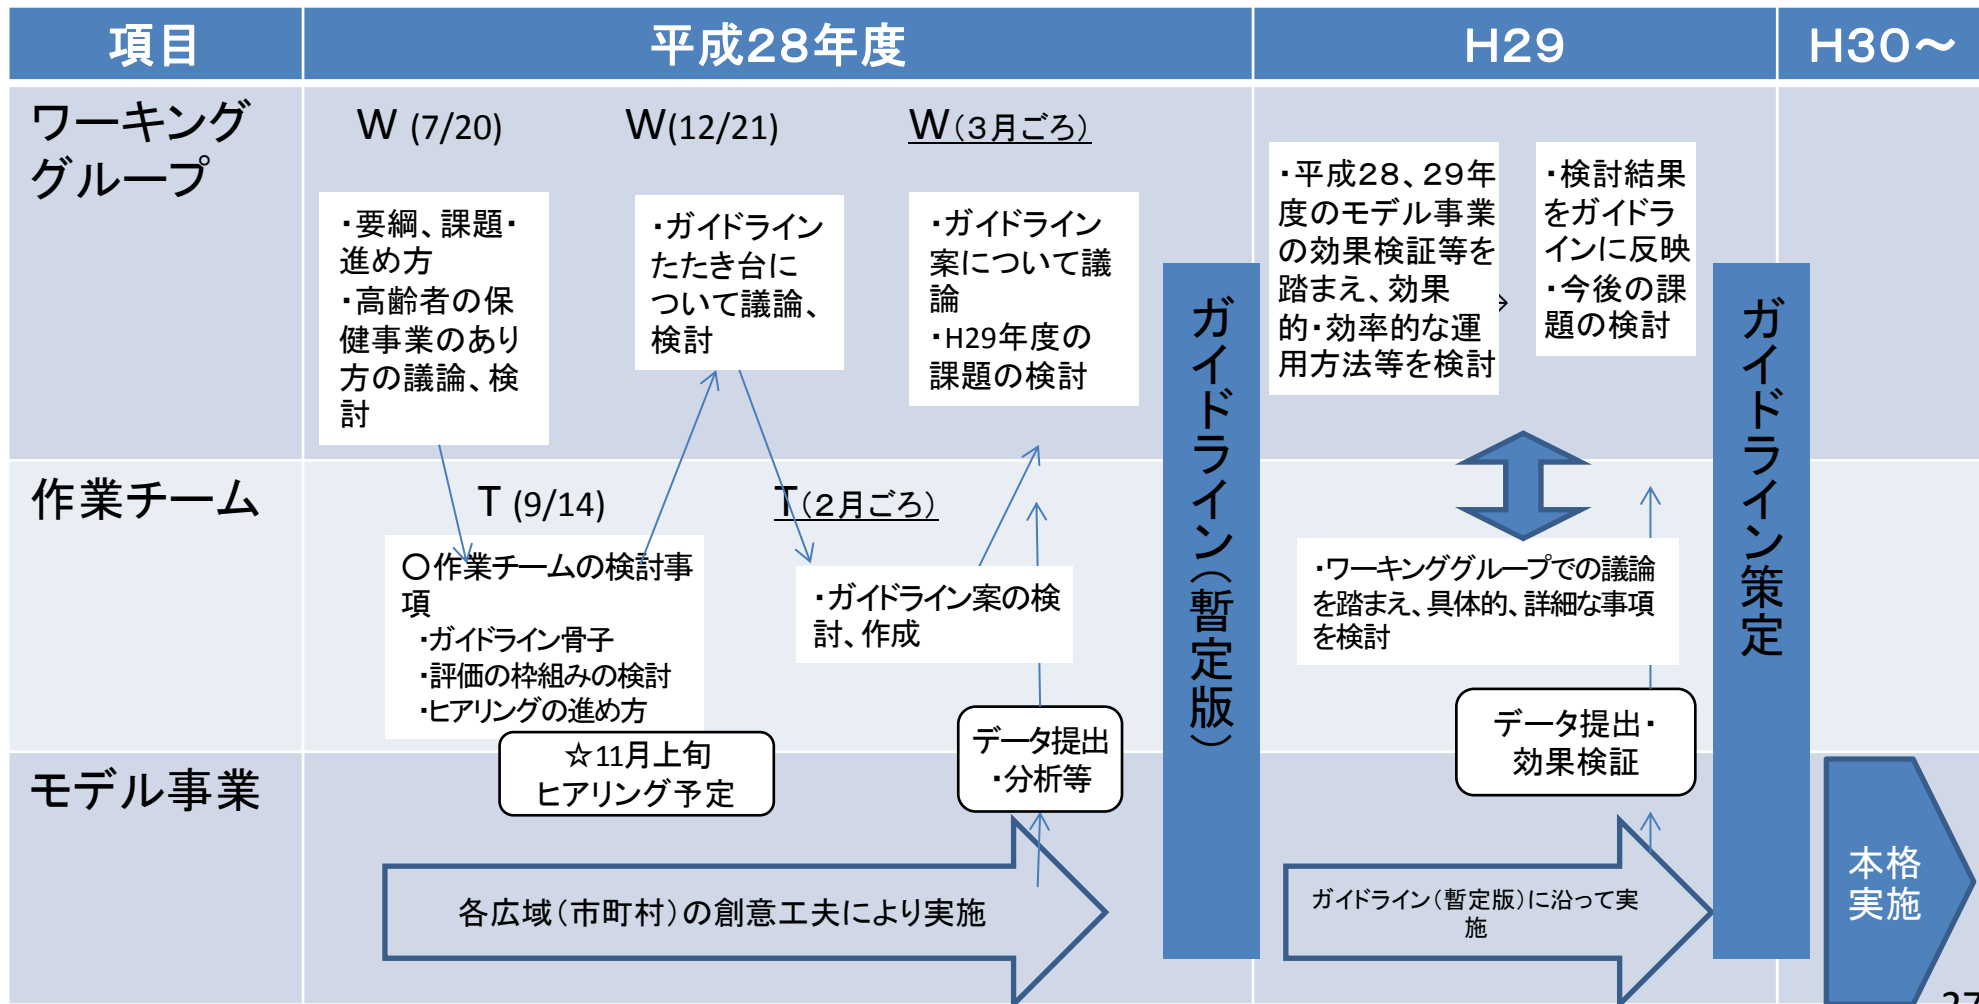 項目
平成28年度
H29
H30～
ワーキング
グループ
W (7/20)
W(12/21)
W(3月ごろ)
・要綱、課題・
進め方
・高齢者の保
健事業のあり
方の議論、検
討
・ガイドライン
たたき台に
ついて議論、
検討
・ガイドライン
案について議
論
・H29年度の
課題の検討
・平成28、29年
度のモデル事業
の効果検証等を
踏まえ、効果
的・効率的な運
用方法等を検討
・検討結果
をガイドラ
インに反映
・今後の課
題の検討
ガイドライン（暫定版）
ガイドライン策定
作業チーム
T (9/14)
T(2月ごろ)
〇作業チームの検討事
項
・ガイドライン骨子
・評価の枠組みの検討
・ヒアリングの進め方
・ガイドライン案の検
討、作成
・ワーキンググループでの議論
を踏まえ、具体的、詳細な事項
を検討
☆11月上旬
ヒアリング予定
データ提出
・分析等
データ提出・
効果検証
モデル事業
各広域（市町村）の創意工夫により実施
ガイドライン（暫定版）に沿って実
施
本格
実施
27